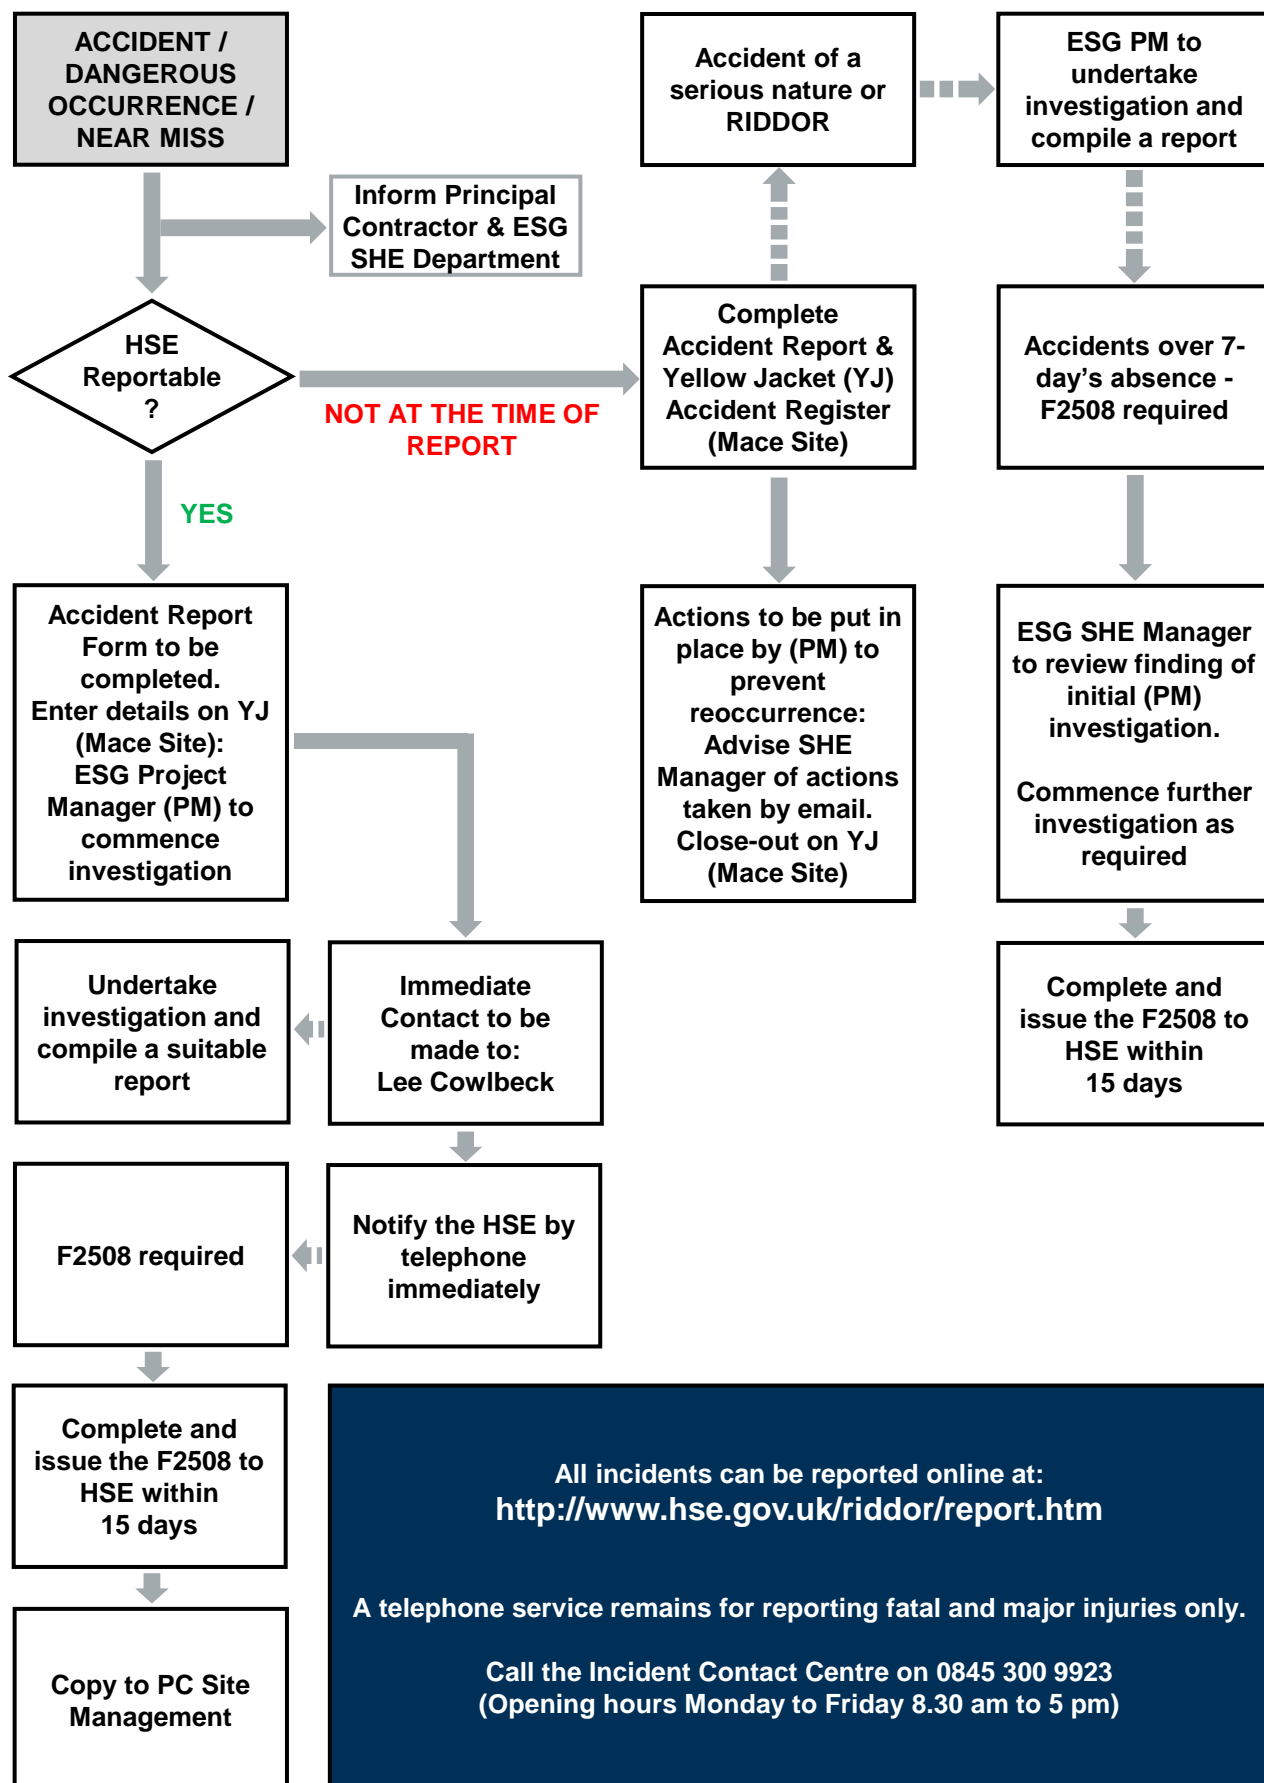 ACCIDENT /
DANGEROUS
OCCURRENCE /
NEAR MISS
Inform Principal
Contractor & ESG
SHE Department
HSE
Reportable
?
NOT AT THE TIME OF
REPORT
YES
Accident of a
serious nature or
RIDDOR
ESG PM to
undertake
investigation and
compile a report
Complete
Accident Report &
Yellow Jacket (YJ)
Accident Register
(Mace Site)
Accidents over 7-
day's absence -
F2508 required
Accident Report
Form to be
completed.
Enter details on YJ
(Mace Site):
ESG Project
Manager (PM) to
commence
investigation
Actions to be put in
place by (PM) to
prevent
reoccurrence:
Advise SHE
Manager of actions
taken by email.
Close-out on YJ
(Mace Site)
ESG SHE Manager
to review finding of
initial (PM)
investigation.
Commence further
investigation as
required
Undertake
investigation and
compile a suitable
report
Immediate
Contact to be
made to:
Lee Cowlbeck
Complete and
issue the F2508 to
HSE within
15 days
F2508 required
Notify the HSE by
telephone
immediately
Complete and
issue the F2508 to
HSE within
15 days
Copy to PC Site
Management
All incidents can be reported online at:
http://www.hse.gov.uk/riddor/report.htm
A telephone service remains for reporting fatal and major injuries only.
Call the Incident Contact Centre on 0845 300 9923
(Opening hours Monday to Friday 8.30 am to 5 pm)